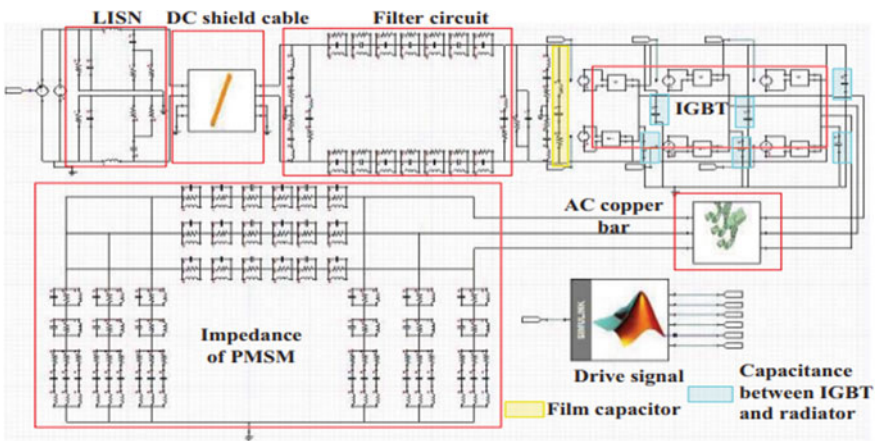 LISN
DC shield cable
Filter circuit
IGBT
AC copper
bar
Impedance
of PMSM
SIMULINK
Drive signal
Film capacitor
Capacitance
between IGBT
and radiator